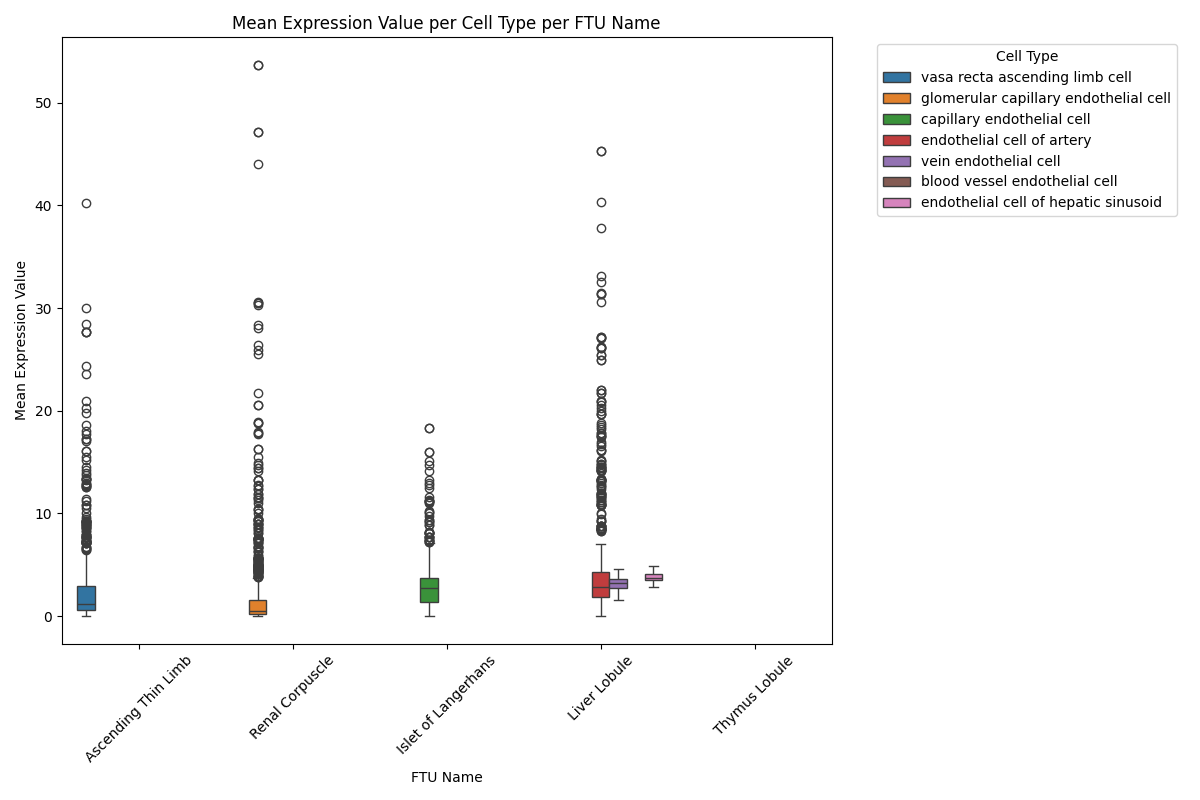 Mean Expression Value per Cell Type per FTU Name
Mean Expression Value
50
40
30
20
10
0
Ascending Thin Limb
Renal Corpuscle
Islet of Langerhans
Liver Lobule
Thymus Lobule
FTU Name
Cell Type
vasa recta ascending limb cell
glomerular capillary endothelial cell
capillary endothelial cell
endothelial cell of artery
vein endothelial cell
blood vessel endothelial cell
endothelial cell of hepatic sinusoid